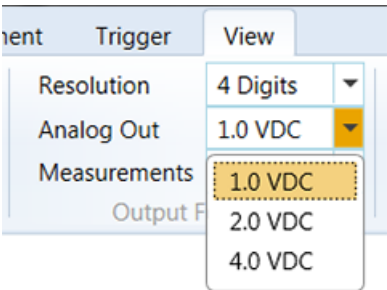 Trigger View
Resolution 4 Digits
Analog Out 1.0 VDC
Measurements
1.0 VDC
Output
2.0 VDC
4.0 VDC